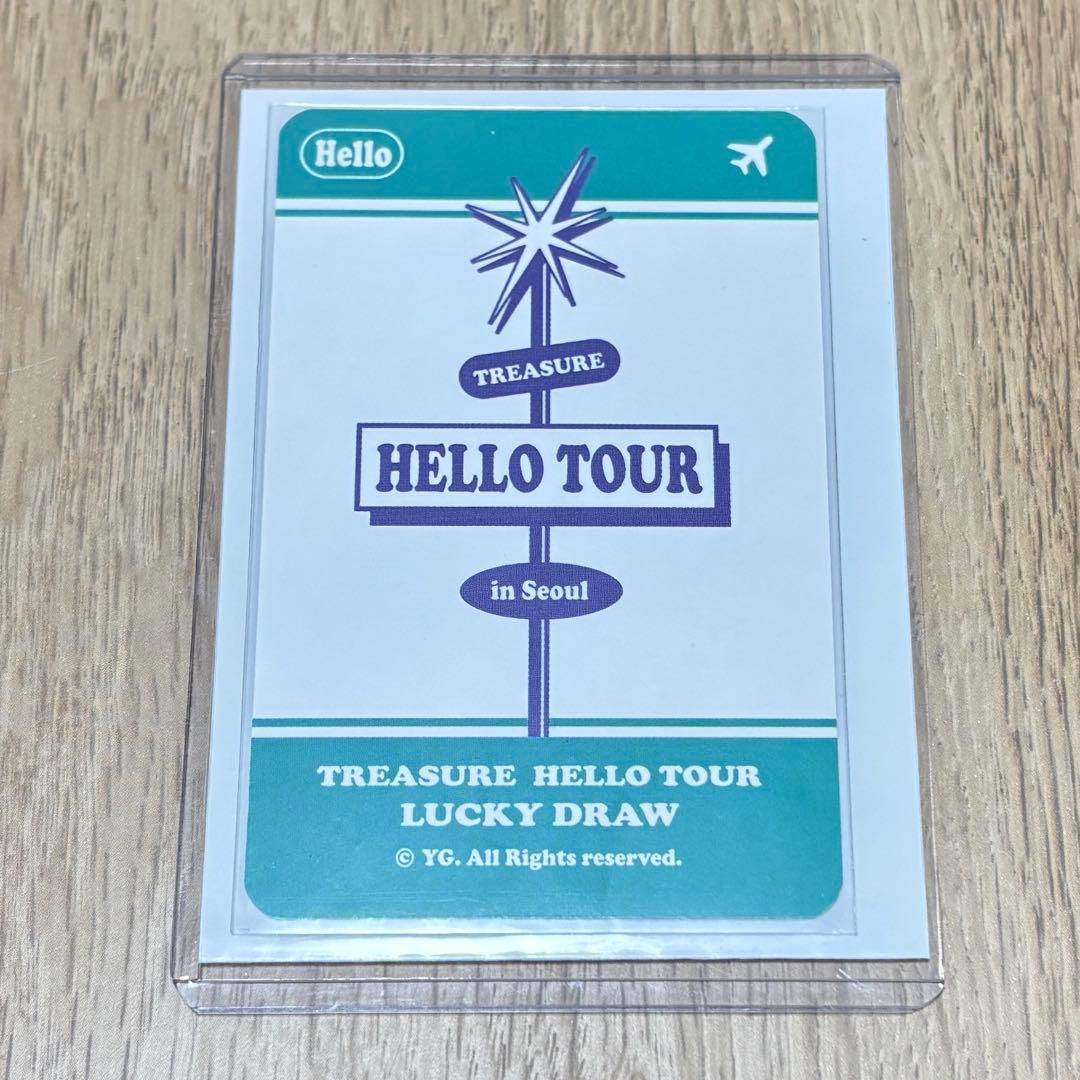 Hello
TREASURE
HELLO TOUR
in Seoul
TREASURE HELLO TOUR
LUCKY DRAW
© YG. All Rights reserved.